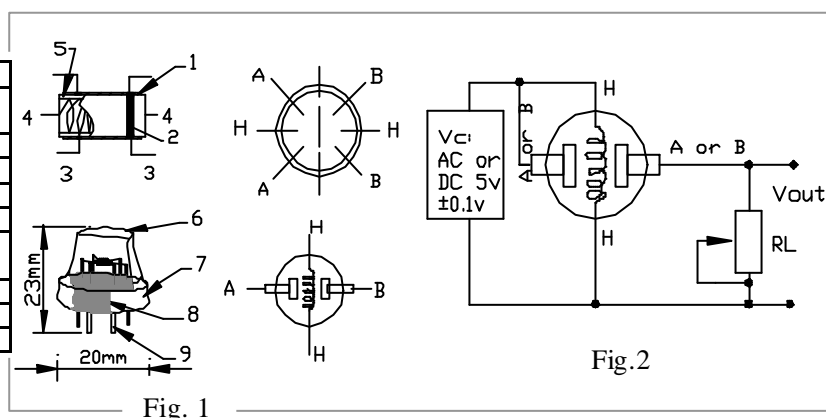 5
1
4
4
2
3
3
A
B
H
H
A
B
6
7
8
9
23mm
20mm
H
A
B
H
Fig. 1
Vc:
AC or
DC 5v
±0.1v
A or B
H
H
A or B
Vout
RL
Fig.2